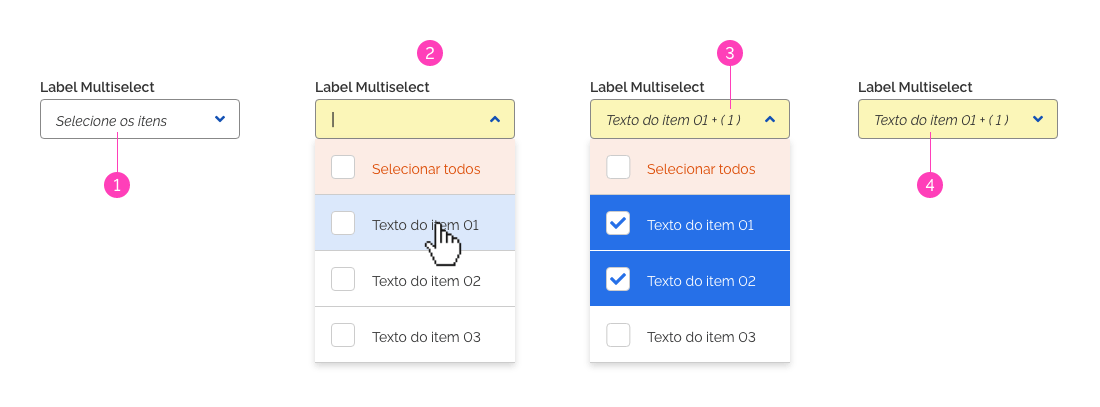 1
Label Multiselect
Selecione os itens
2
Label Multiselect
Selecionar todos
Texto do item 01
Texto do item 02
Texto do item 03
3
Label Multiselect
Texto do item 01 + ( 1 )
Selecionar todos
Texto do item 01
Texto do item 02
Texto do item 03
Label Multiselect
Texto do item 01 + ( 1 )
4